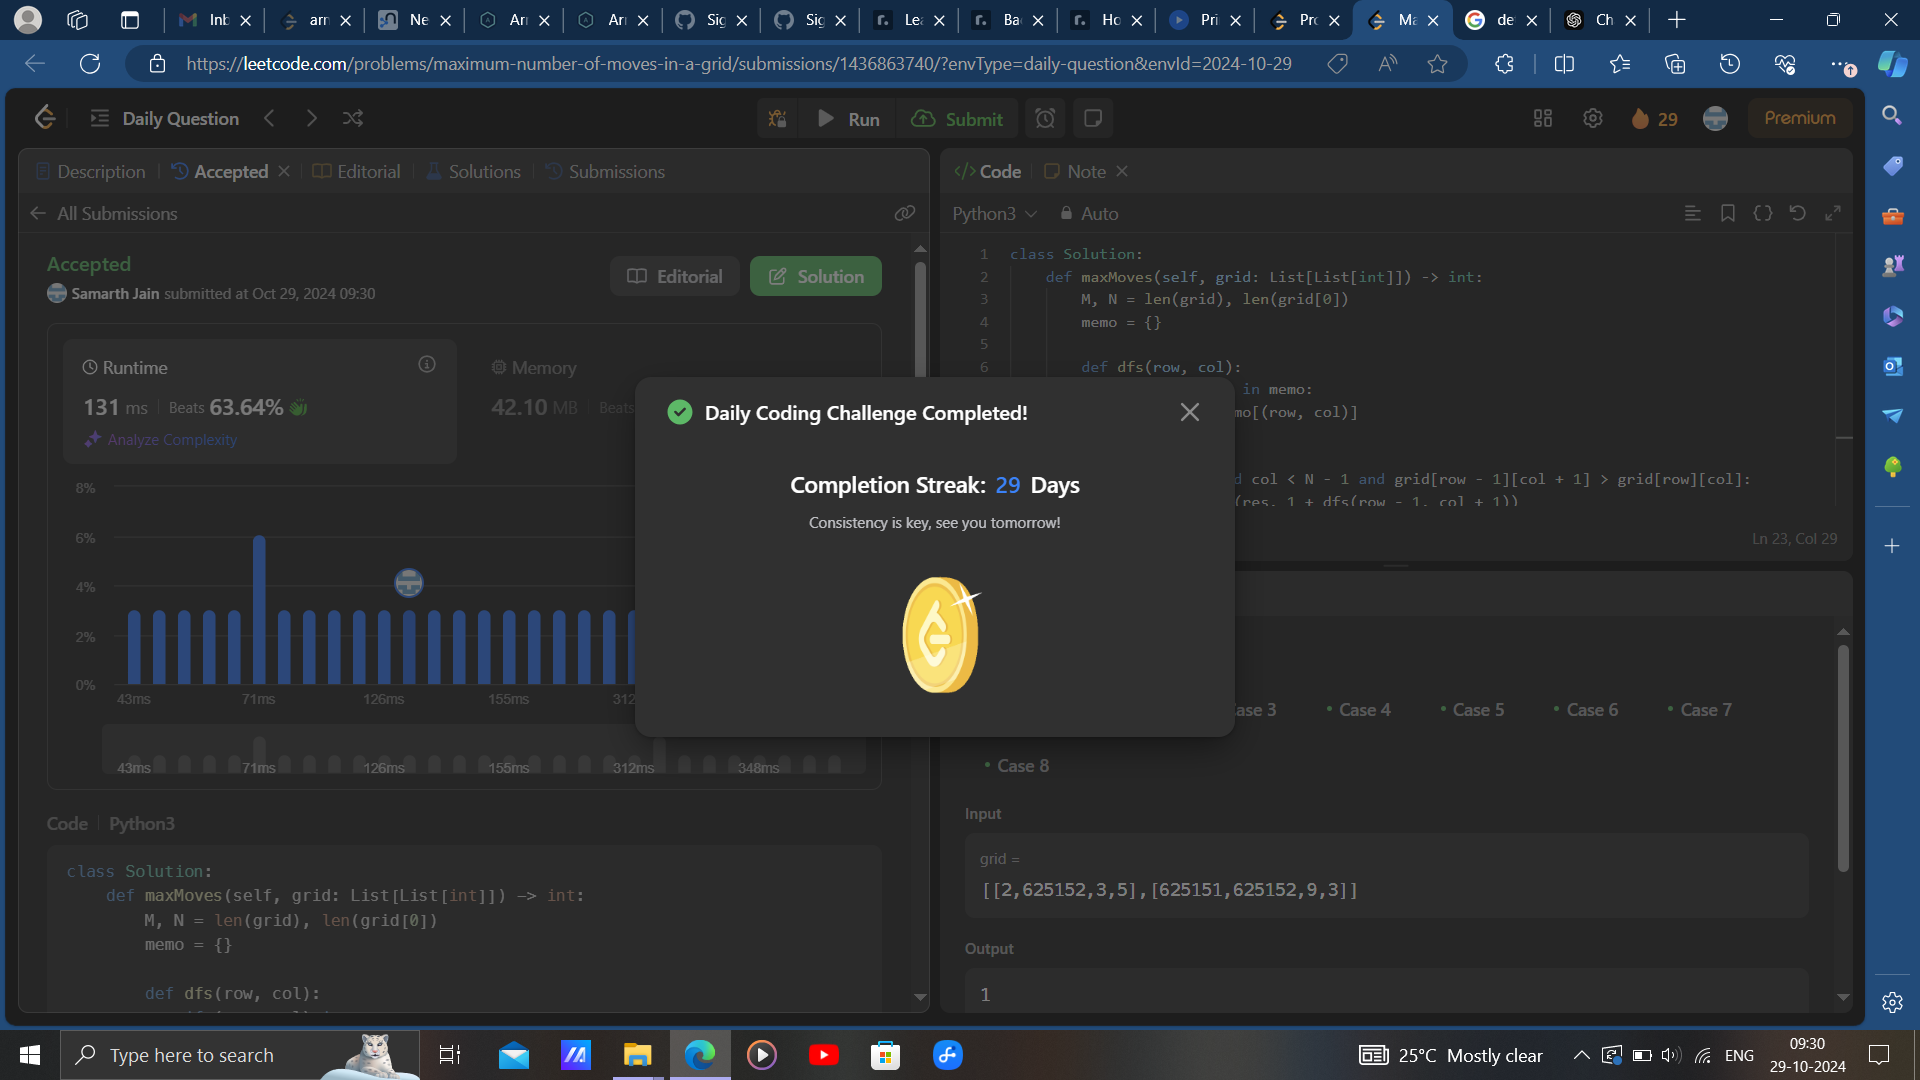 Inb
arr
Ne
Arr
Arr
Sig
Sig
Lea
Ba
Ho
Pri
Pro
Ma
de
Ch
https://leetcode.com/problems/maximum-number-of-moves-in-a-grid/submissions/1436863740/?envType=daily-question&envId=2024-10-29
Daily Question
Run
Submit
29
Premium
Description
Accepted
Editorial
Solutions
Submissions
All Submissions
Accepted
Samarth Jain submitted at Oct 29, 2024 09:30
Editorial
Solution
Runtime
131 ms Beats 63.64%
Analyze Complexity
Memory
42.10 MB Beats
8%
6%
4%
2%
0%
43ms 71ms 126ms 155ms 312
43ms 71ms 126ms 155ms 312ms 348ms
Code Python3
class Solution:
def maxMoves(self, grid: List[List[int]]) -> int:
M, N = len(grid), len(grid[0])
memo = {}
def dfs(row, col):
Code
Note
Python3
Auto
1 class Solution:
2 def maxMoves(self, grid: List[List[int]]) -> int:
3 M, N = len(grid), len(grid[0])
4 memo = {}
5
6 def dfs(row, col):
in memo:
mo[(row, col)]
d col < N - 1 and grid[row - 1][col + 1] > grid[row][col]:
(res, 1 + dfs(row - 1, col + 1))
Ln 23, Col 29
Daily Coding Challenge Completed!
Completion Streak: 29 Days
Consistency is key, see you tomorrow!
ase 3
Case 4
Case 5
Case 6
Case 7
Case 8
Input
grid =
[[2,625152,3,5],[625151,625152,9,3]]
Output
1
Type here to search
25°C Mostly clear
ENG
09:30
29-10-2024